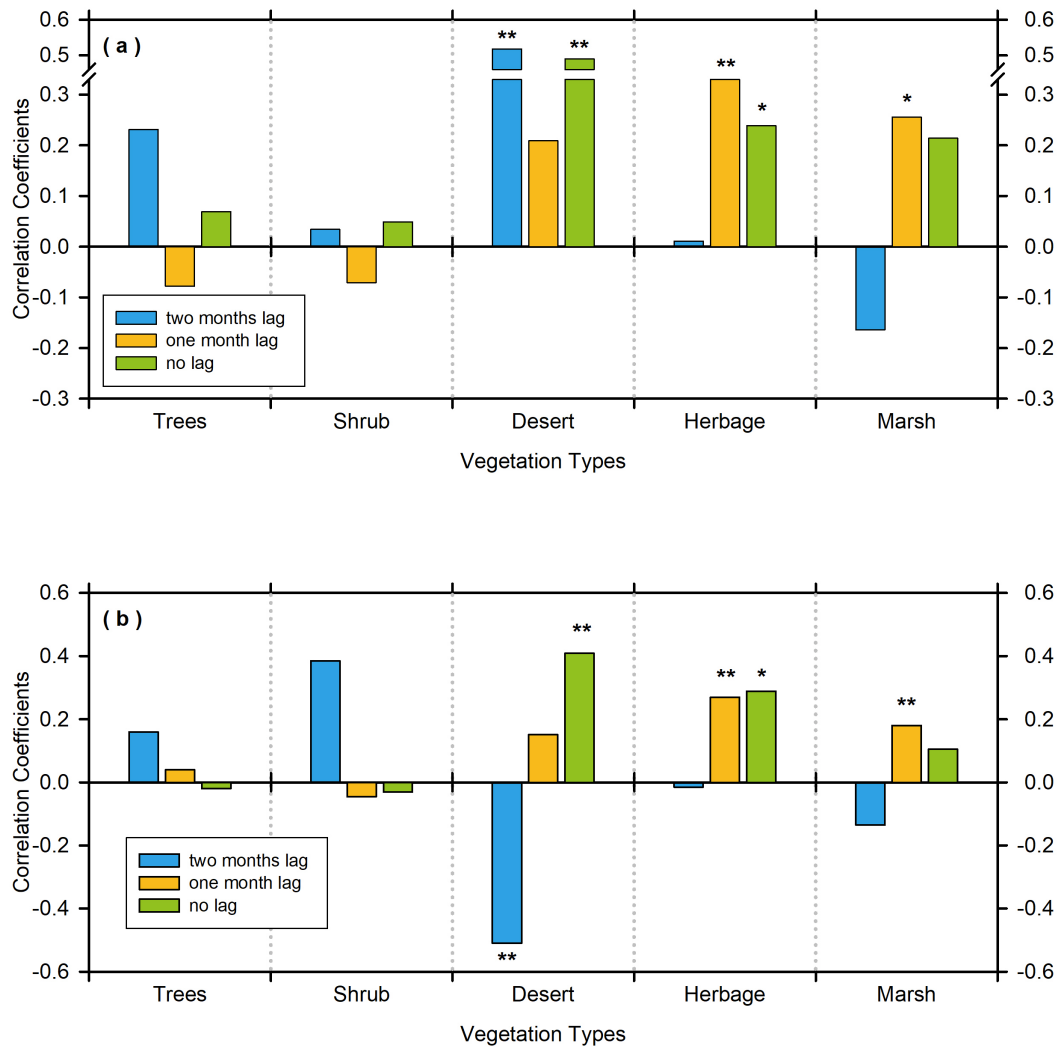 0.6 0.6
( a )
** **
0.5 0.5
**
* *
0.3 0.3
0.2 0.2
0.1 0.1
0.0 0.0
-0.1 -0.1
-0.2 -0.2
-0.3 -0.3
Correlation Coefficients
two months lag
one month lag
no lag
Trees Shrub Desert Herbage Marsh
Vegetation Types
0.6 0.6
( b )
**
** * **
0.4 0.4
0.2 0.2
0.0 0.0
-0.2 -0.2
-0.4 -0.4
-0.6 -0.6
**
Correlation Coefficients
two months lag
one month lag
no lag
Trees Shrub Desert Herbage Marsh
Vegetation Types